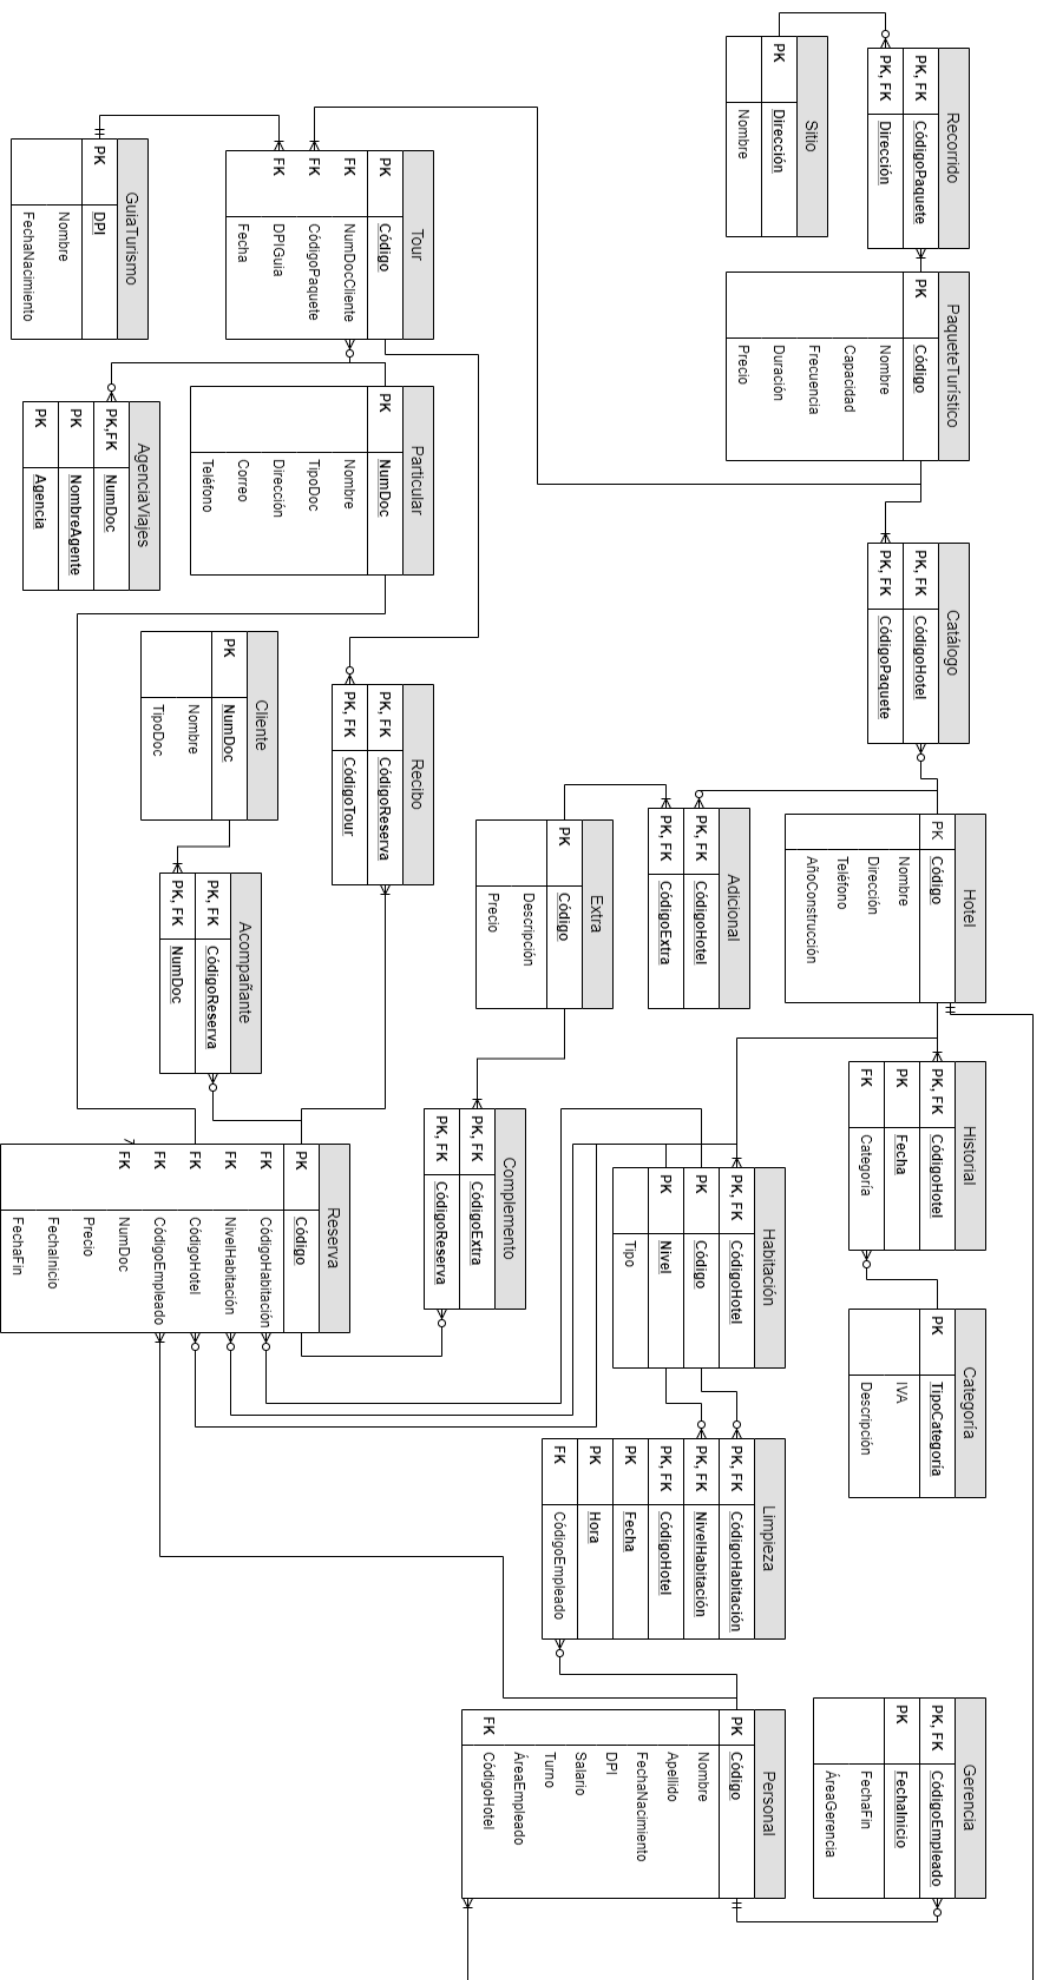 Recorrido
PK, FK CódigoPaquete
PK, FK Dirección
Sitio
PK Dirección
Nombre
PaqueteTurístico
PK Código
Nombre
Capacidad
Frecuencia
Duración
Precio
Catálogo
PK, FK CódigoHotel
PK, FK CódigoPaquete
Hotel
PK Código
Nombre
Dirección
Teléfono
AñoConstrucción
Historial
PK, FK CódigoHotel
PK Fecha
FK Categoría
Categoría
PK TipoCategoría
IVA
Descripción
Gerencia
PK, FK CódigoEmpleado
PK FechaInicio
FechaFin
ÁreaGerencia
Adicional
PK, FK CódigoHotel
PK, FK CódigoExtra
Extra
PK Código
Descripción
Precio
Habitación
PK, FK CódigoHotel
PK Código
PK Nivel
Tipo
Limpieza
PK, FK CódigoHabitación
PK, FK NivelHabitación
PK, FK CódigoHotel
PK Fecha
PK Hora
FK CódigoEmpleado
Personal
PK Código
Nombre
Apellido
FechaNacimiento
DPI
Salario
Turno
ÁreaEmpleado
FK CódigoHotel
Complemento
PK, FK CódigoExtra
PK, FK CódigoReserva
Tour
PK Código
FK NumDocCliente
FK CódigoPaquete
FK DPIGuia
Fecha
GuiaTurismo
PK DPI
Nombre
FechaNacimiento
Particular
PK NumDoc
Nombre
TipoDoc
Dirección
Correo
Teléfono
AgenciaViajes
PK,FK NumDoc
PK NombreAgente
PK Agencia
Recibo
PK, FK CódigoReserva
PK, FK CódigoTour
Cliente
PK NumDoc
Nombre
TipoDoc
Acompañante
PK, FK CódigoReserva
PK, FK NumDoc
Reserva
PK Código
FK CódigoHabitación
FK NivelHabitación
FK CódigoHotel
FK CódigoEmpleado
FK NumDoc
Precio
FechaInicio
FechaFin